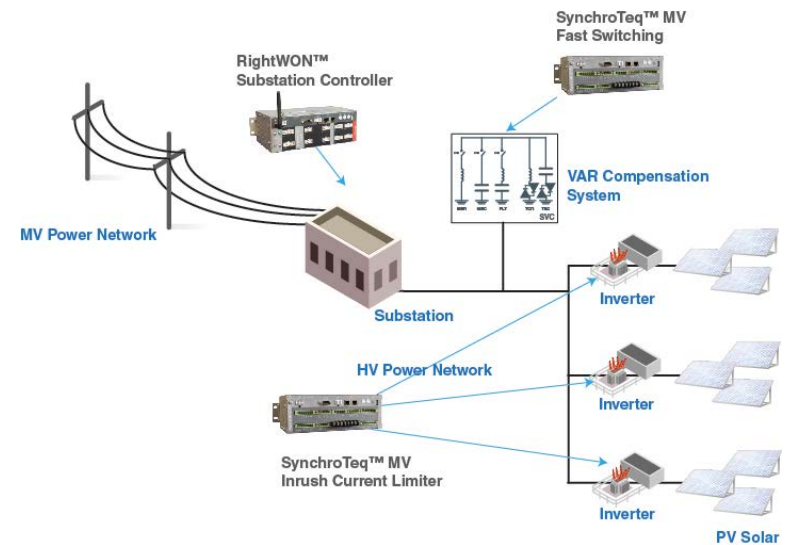 SynchroTeq™ MV
Fast Switching
RightWON™
Substation Controller
VAR Compensation
System
SVC
MV Power Network
Substation
Inverter
HV Power Network
Inverter
SynchroTeq™ MV
Inrush Current Limiter
Inverter
PV Solar